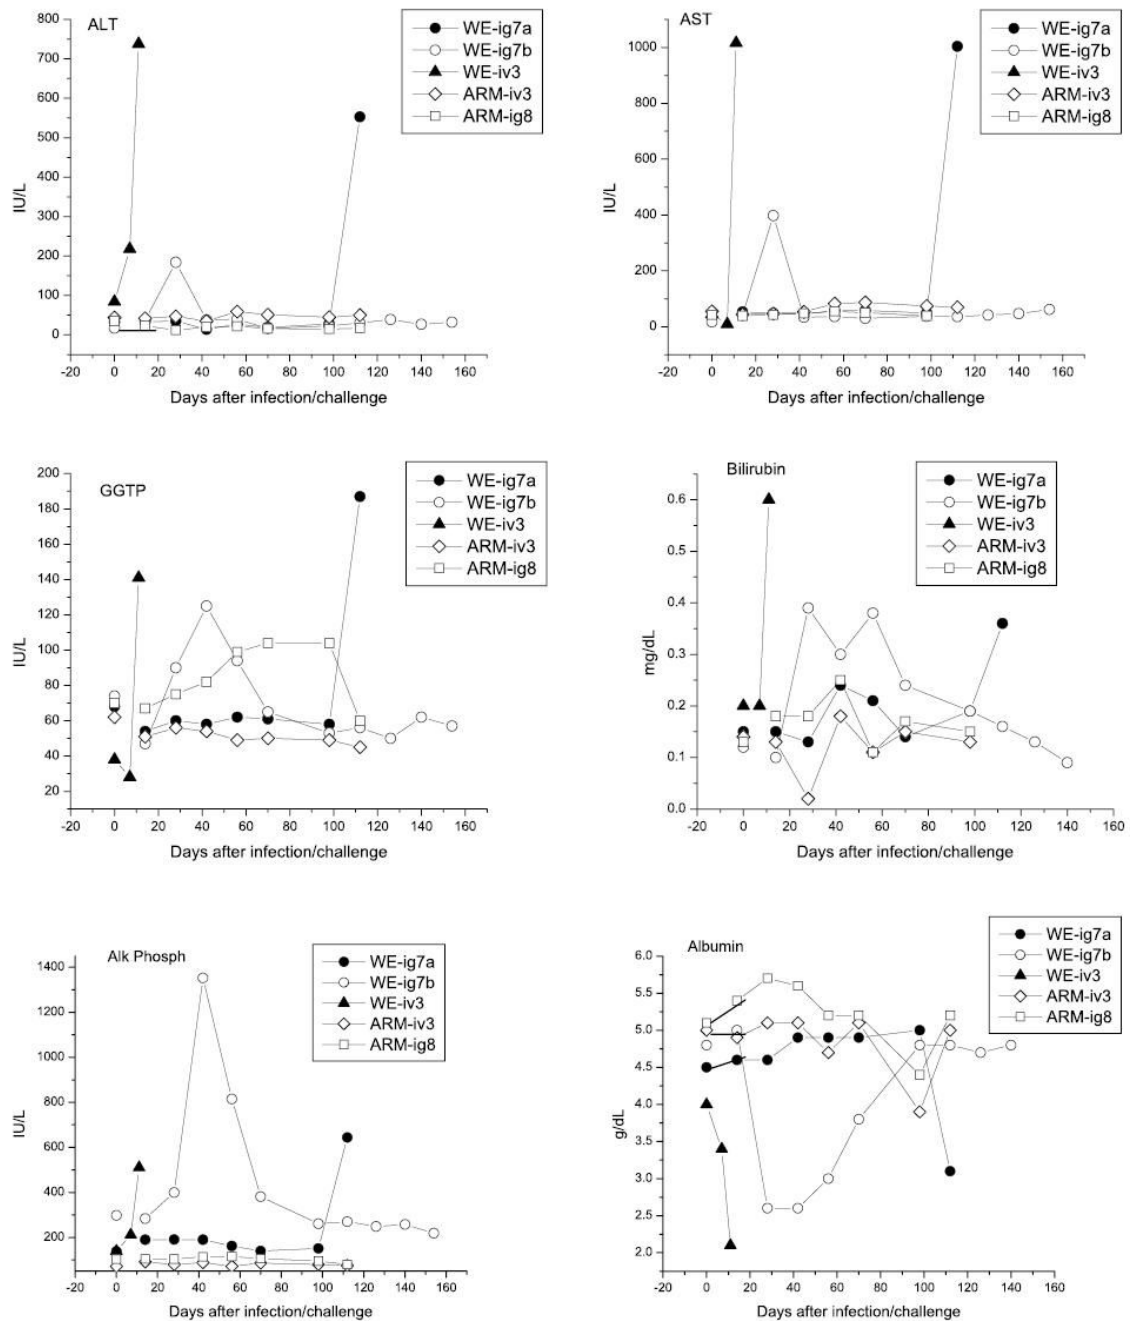 ALT
IU/L
800
750
700
650
600
550
500
450
400
350
300
250
200
150
100
50
0
-20 0 20 40 60 80 100 120 140 160
Days after infection/challenge
WE-ig7a
WE-ig7b
WE-iv3
ARM-iv3
ARM-ig8
AST
IU/L
1000
800
600
400
200
0
-20 0 20 40 60 80 100 120 140 160
Days after infection/challenge
WE-ig7a
WE-ig7b
WE-iv3
ARM-iv3
ARM-ig8
GGTP
IU/L
200
180
160
140
120
100
80
60
40
20
-20 0 20 40 60 80 100 120 140 160
Days after infection/challenge
WE-ig7a
WE-ig7b
WE-iv3
ARM-iv3
ARM-ig8
Bilirubin
mg/dL
0.6
0.5
0.4
0.3
0.2
0.1
0.0
-20 0 20 40 60 80 100 120 140 160
Days after infection/challenge
WE-ig7a
WE-ig7b
WE-iv3
ARM-iv3
ARM-ig8
Alk Phosph
IU/L
1400
1200
1000
800
600
400
200
-20 0 20 40 60 80 100 120 140 160
Days after infection/challenge
WE-ig7a
WE-ig7b
WE-iv3
ARM-iv3
ARM-ig8
Albumin
g/dL
6.0
5.5
5.0
4.5
4.0
3.5
3.0
2.5
2.0
-20 0 20 40 60 80 100 120 140 160
Days after infection/challenge
WE-ig7a
WE-ig7b
WE-iv3
ARM-iv3
ARM-ig8